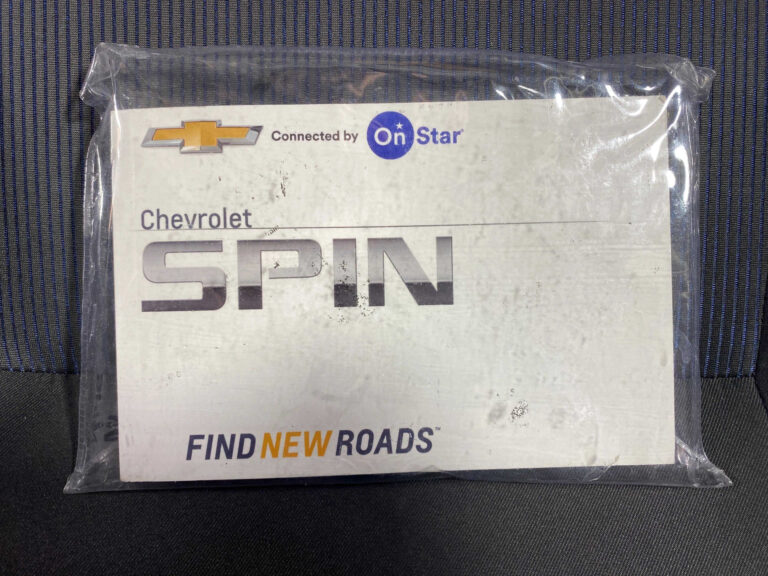 Connected by OnStar
Chevrolet
SPIN
FIND NEW ROADS™